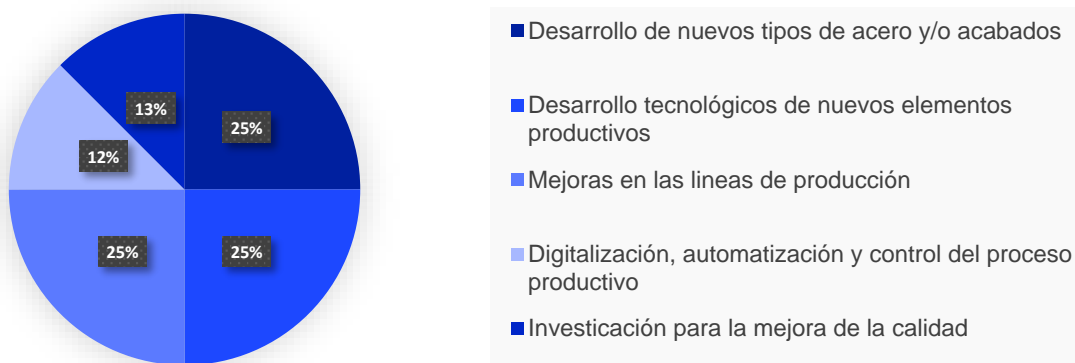 13%
25%
12%
25%
25%
Desarrollo de nuevos tipos de acero y/o acabados
Desarrollo tecnológicos de nuevos elementos
productivos
Mejoras en las lineas de producción
Digitalización, automatización y control del proceso
productivo
Investicación para la mejora de la calidad